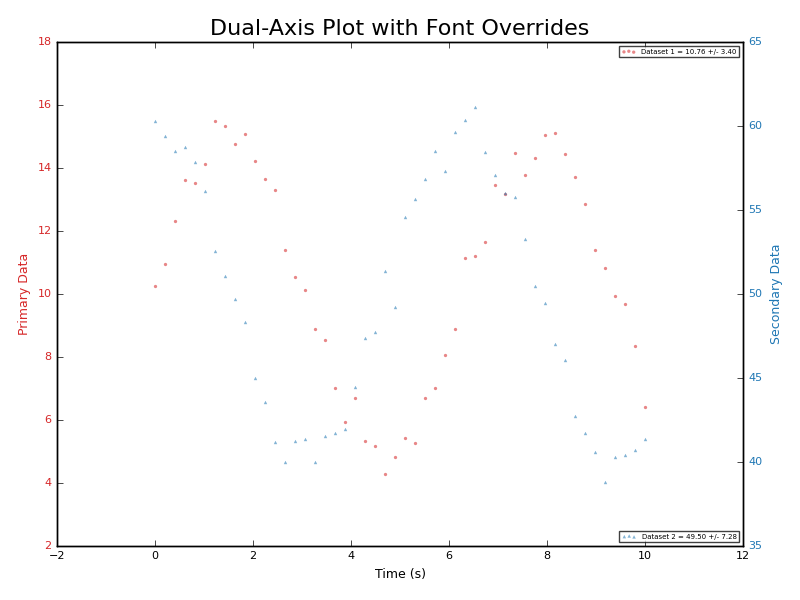 Dual-Axis Plot with Font Overrides
18
16
14
12
10
8
6
4
2
Primary Data
65
60
55
50
45
40
35
Secondary Data
Dataset 1 = 10.76 +/- 3.40
Dataset 2 = 49.50 +/- 7.28
−2 0 2 4 6 8 10 12
Time (s)